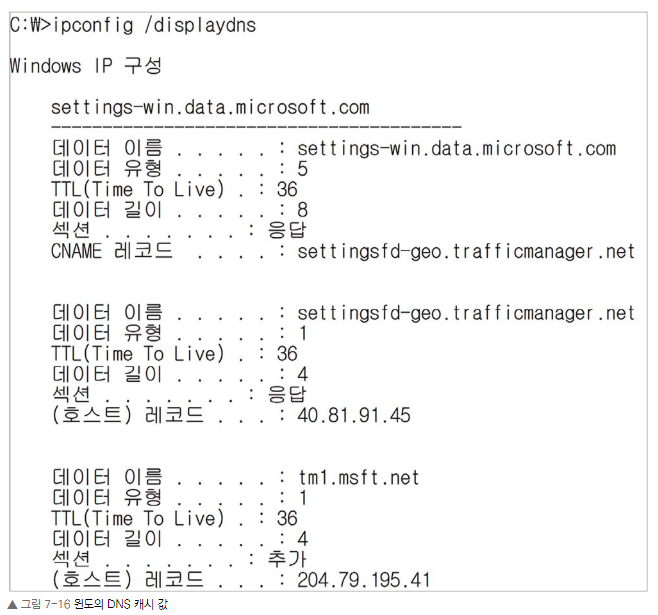 C:₩>ipconfig /displaydns
Windows IP 구성
settings-win.data.microsoft.com
----------------------------------------
데이터 이름 . . . . . : settings-win.data.microsoft.com
데이터 유형 . . . . . : 5
TTL(Time To Live) . : 36
데이터 길이 . . . . . : 8
섹션 . . . . . . . : 응답
CNAME 레코드 . . . . : settingsfd-geo.trafficmanager.net
데이터 이름 . . . . . : settingsfd-geo.trafficmanager.net
데이터 유형 . . . . . : 1
TTL(Time To Live) . : 36
데이터 길이 . . . . . : 4
섹션 . . . . . . . : 응답
(호스트) 레코드 . . . : 40.81.91.45
데이터 이름 . . . . . : tm1.msft.net
데이터 유형 . . . . . : 1
TTL(Time To Live) . : 36
데이터 길이 . . . . . : 4
섹션 . . . . . . . : 추가
(호스트) 레코드 . . . : 204.79.195.41
▲ 그림 7-16 윈도의 DNS 캐시 값